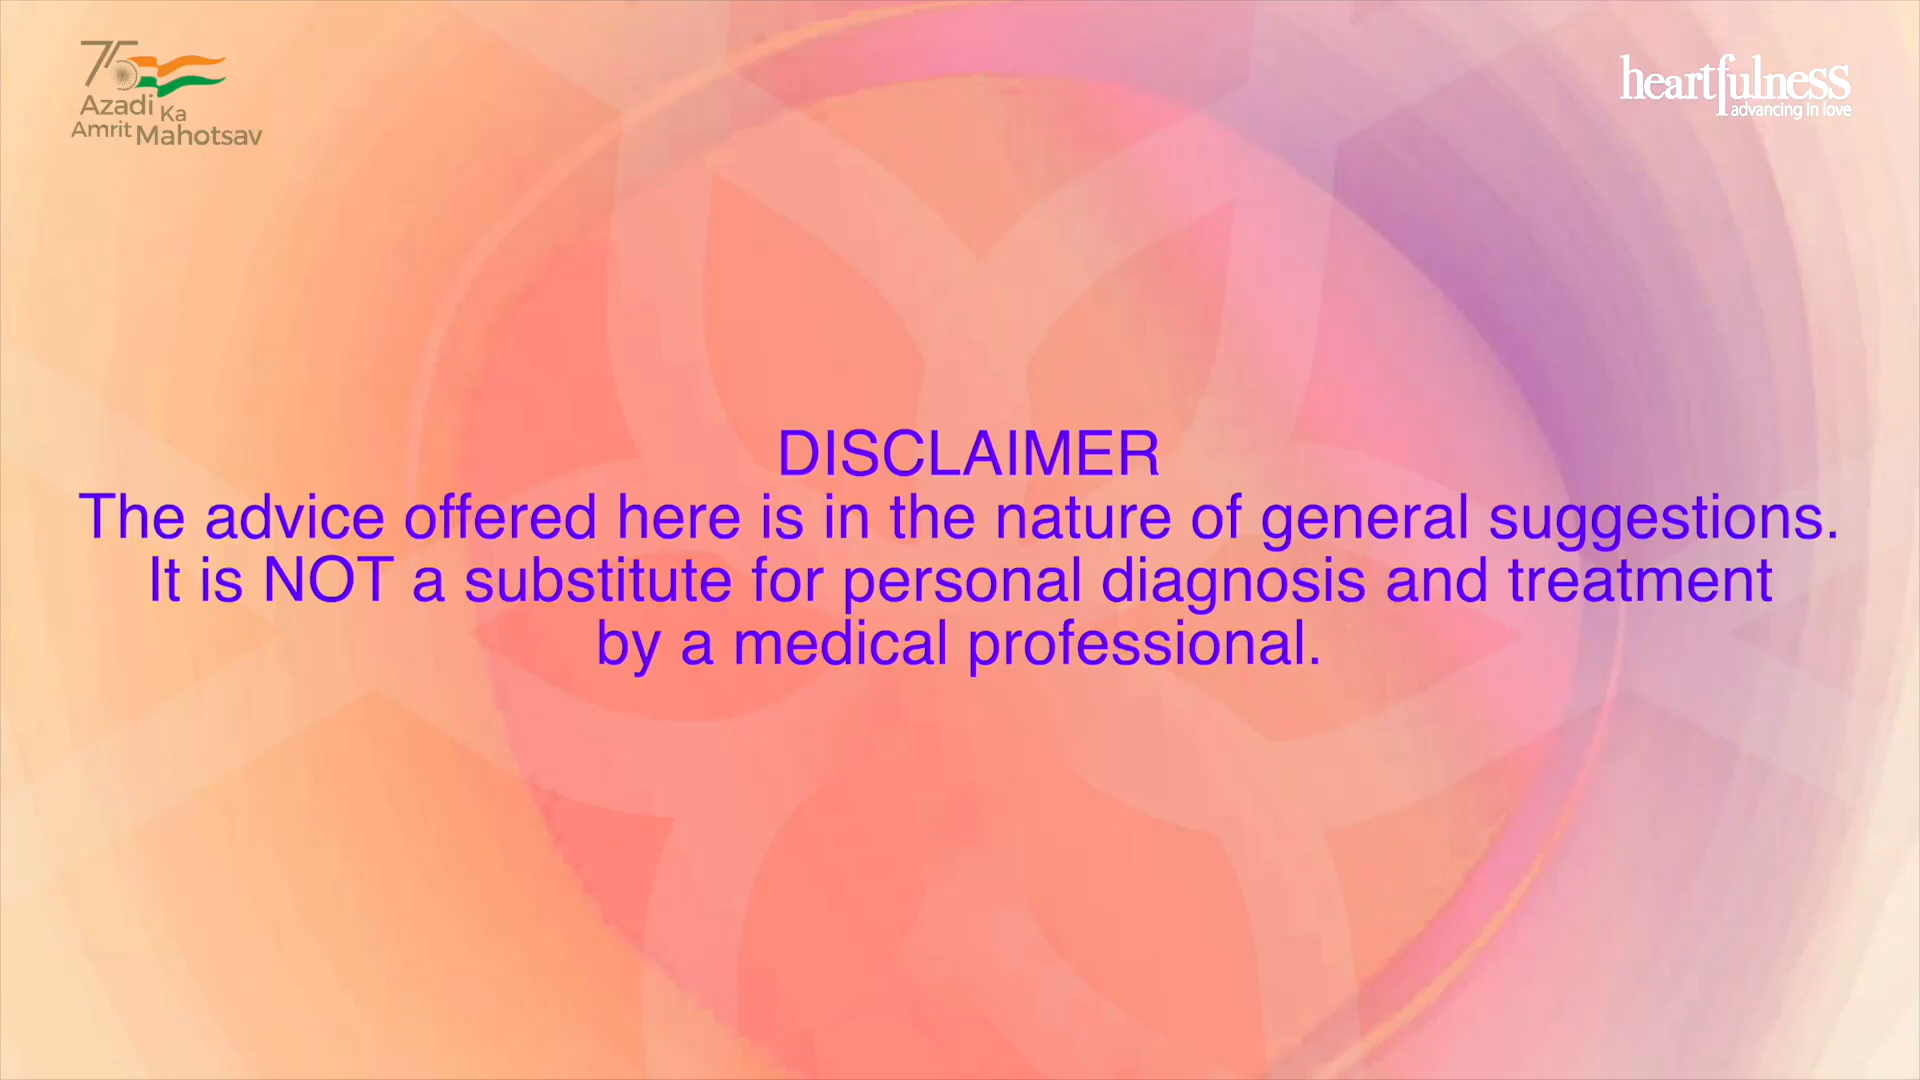 75
Azadi Ka
Amrit Mahotsav
heartfulness
advancing in love
DISCLAIMER
The advice offered here is in the nature of general suggestions.
It is NOT a substitute for personal diagnosis and treatment
by a medical professional.